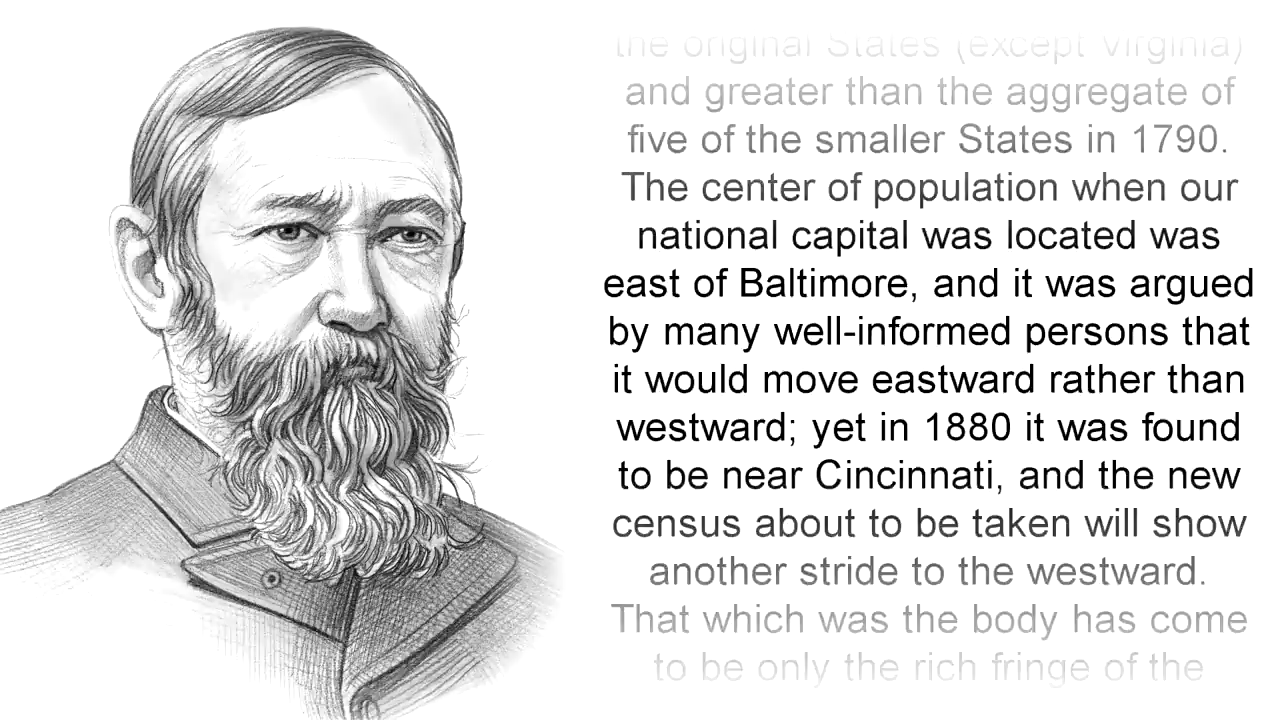 the original States (except Virginia)
and greater than the aggregate of
five of the smaller States in 1790.
The center of population when our
national capital was located was
east of Baltimore, and it was argued
by many well-informed persons that
it would move eastward rather than
westward; yet in 1880 it was found
to be near Cincinnati, and the new
census about to be taken will show
another stride to the westward.
That which was the body has come
to be only the rich fringe of the